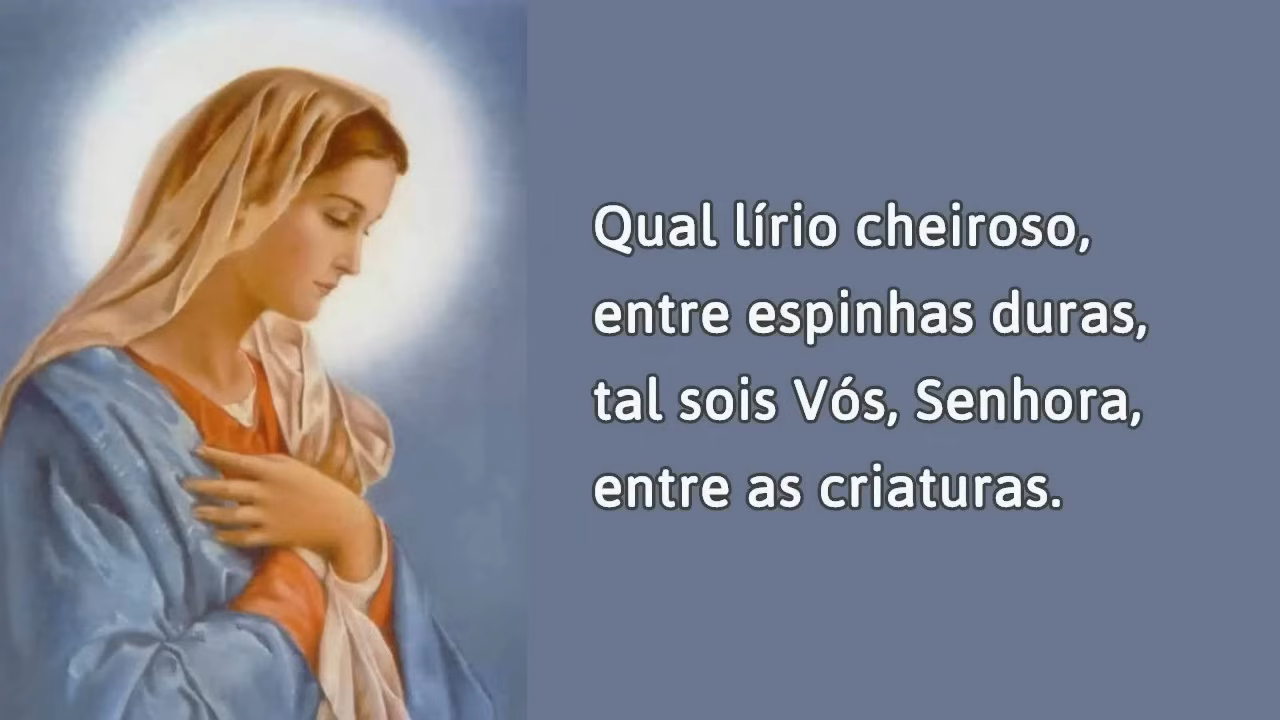 Qual lírio cheiroso,
entre espinhas duras,
tal sois Vós, Senhora,
entre as criaturas.